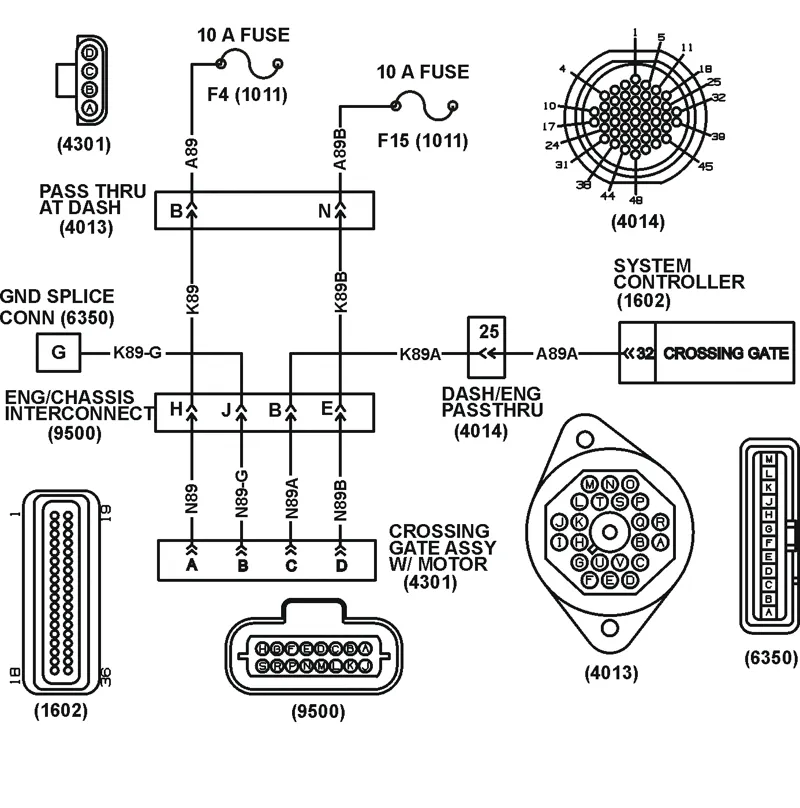 10 A FUSE
F4 (1011)
10 A FUSE
F15 (1011)
D
C
B
A
(4301)
1
5
11
18
25
32
39
45
48
44
38
31
24
17
10
4
(4014)
A89
A89B
PASS THRU
AT DASH
(4013)
B
N
K89
K89B
GND SPLICE
CONN (6350)
G
K89-G
K89A
25
A89A
DASH/ENG
PASSTHRU
(4014)
SYSTEM
CONTROLLER
(1602)
32
CROSSING GATE
ENG/CHASSIS
INTERCONNECT
(9500)
H
J
B
E
N89
N89-G
N89A
N89B
A
B
C
D
CROSSING
GATE ASSY
W/ MOTOR
(4301)
1
19
18
36
(1602)
H G F E D C B A
S R P N M L K J
(9500)
M N O
L T S P
J K Q R
I H B A
G U V C
F E D
(4013)
M
L
K
J
H
G
F
E
D
C
B
A
(6350)